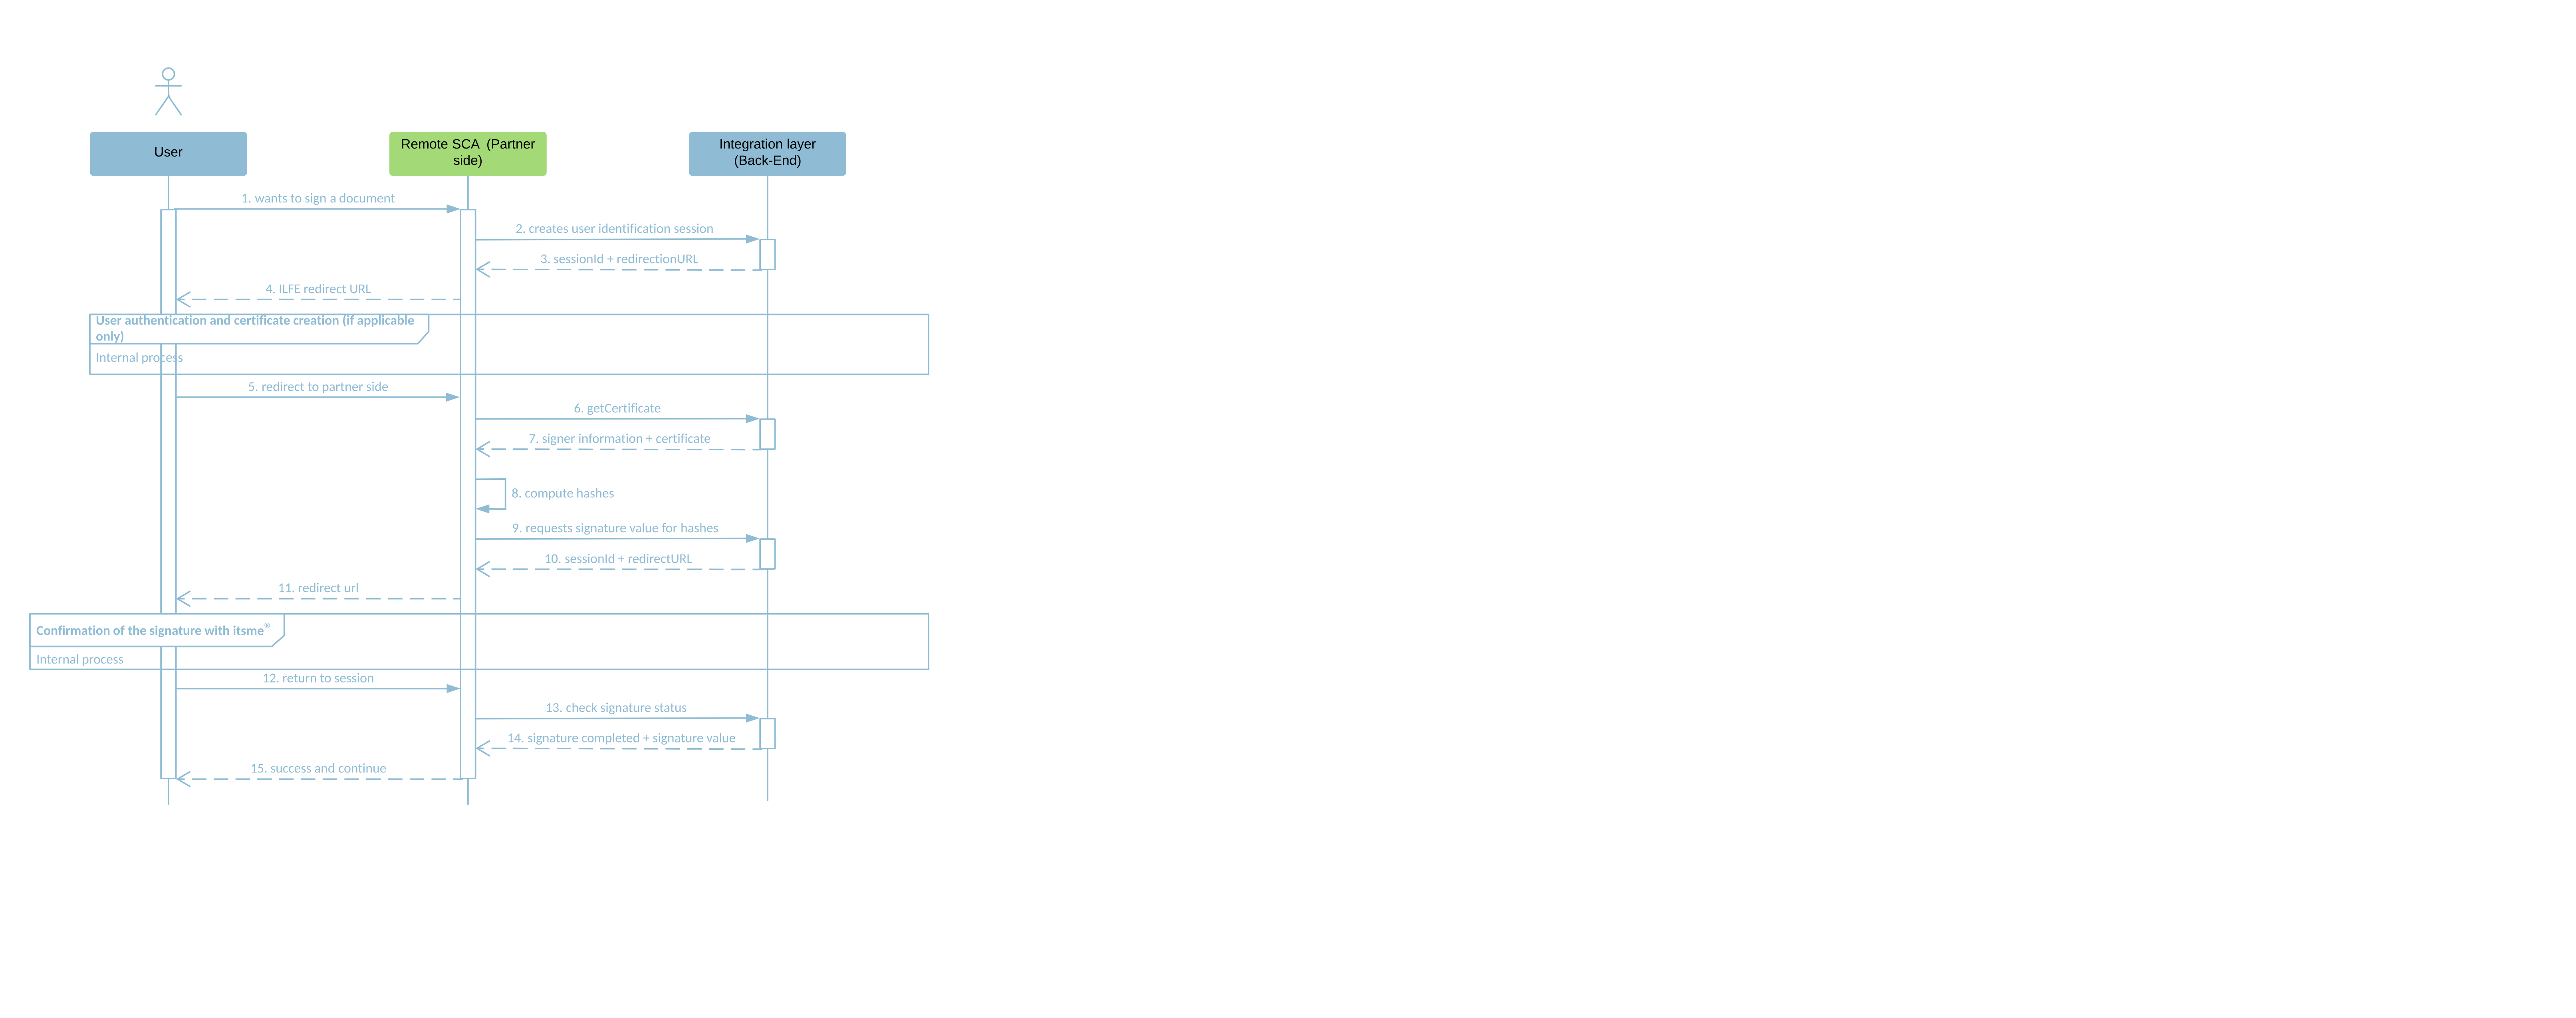 User
Remote SCA (Partner
side)
Integration layer
(Back-End)
1. wants to sign a document
2. creates user identification session
3. sessionId + redirectionURL
4. ILFE redirect URL
User authentication and certificate creation (if applicable
only)
Internal process
5. redirect to partner side
6. getCertificate
7. signer information + certificate
8. compute hashes
9. requests signature value for hashes
10. sessionId + redirectURL
11. redirect url
Confirmation of the signature with itsme®
Internal process
12. return to session
13. check signature status
14. signature completed + signature value
15. success and continue